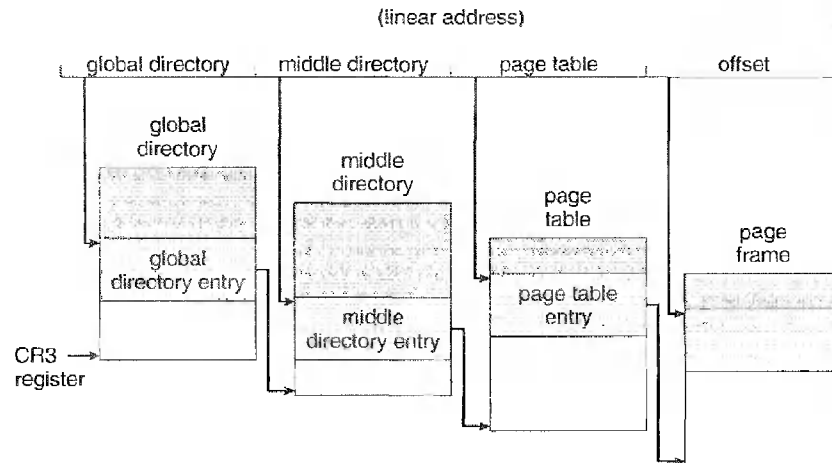 (linear address)
global directory
middle directory
page table
offset
global
directory
middle
directory
page
table
page
frame
global
directory entry
page table
entry
middle
directory entry
CR3
register